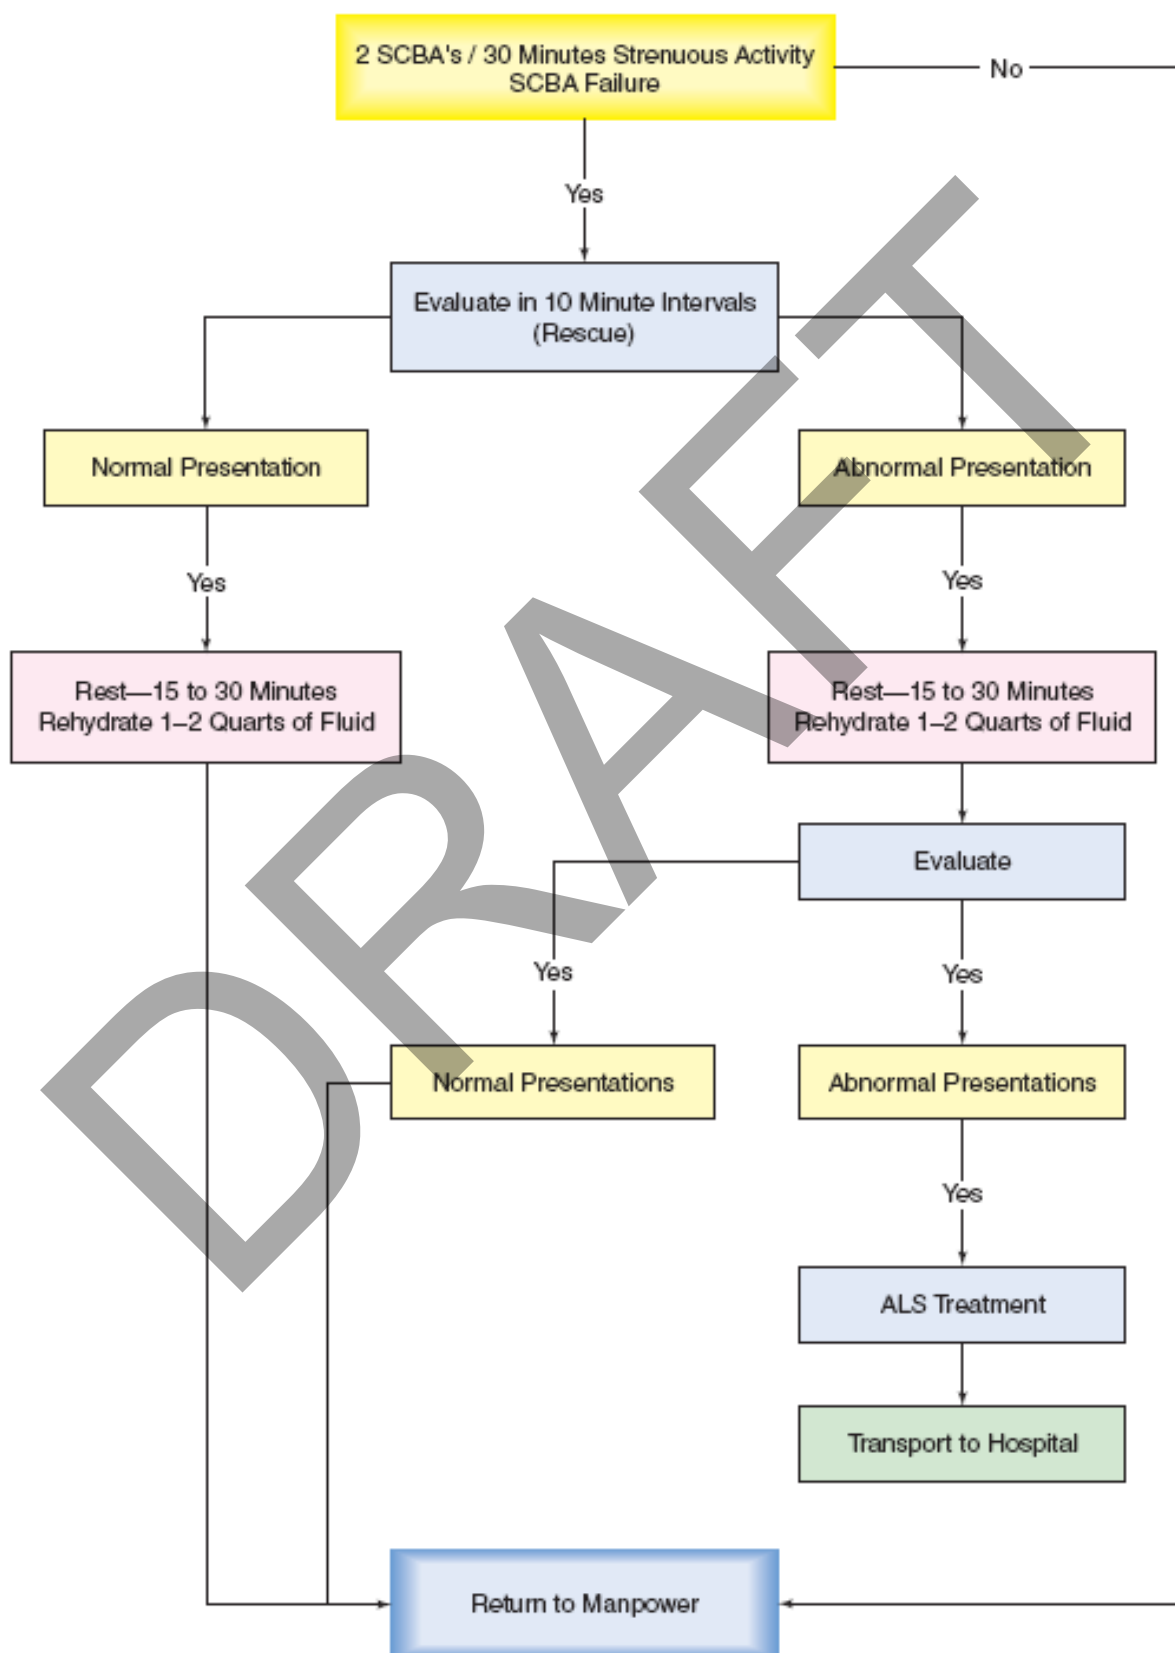 2 SCBA's / 30 Minutes Strenuous Activity
SCBA Failure
No
Yes
Evaluate in 10 Minute Intervals
(Rescue)
Normal Presentation
Abnormal Presentation
Yes
Yes
Rest—15 to 30 Minutes
Rehydrate 1–2 Quarts of Fluid
Rest—15 to 30 Minutes
Rehydrate 1–2 Quarts of Fluid
Evaluate
Yes
Yes
Normal Presentations
Abnormal Presentations
Yes
ALS Treatment
Transport to Hospital
Return to Manpower
DRAFT